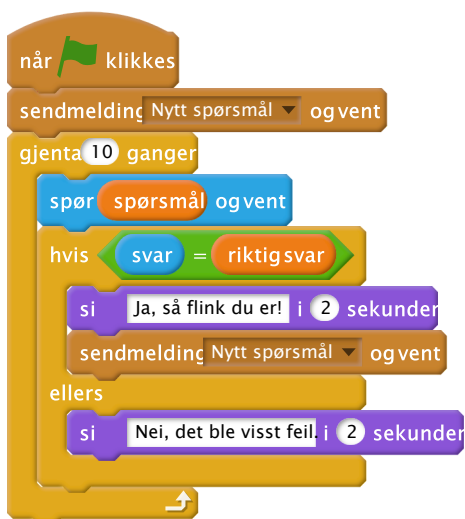 når klikkes
sendmelding Nytt spørsmål og vent
gjenta 10 ganger
spør spørsmål og vent
hvis svar = riktig svar
si Ja, så flink du er! i 2 sekunder
sendmelding Nytt spørsmål og vent
ellers
si Nei, det ble visst feil. i 2 sekunder